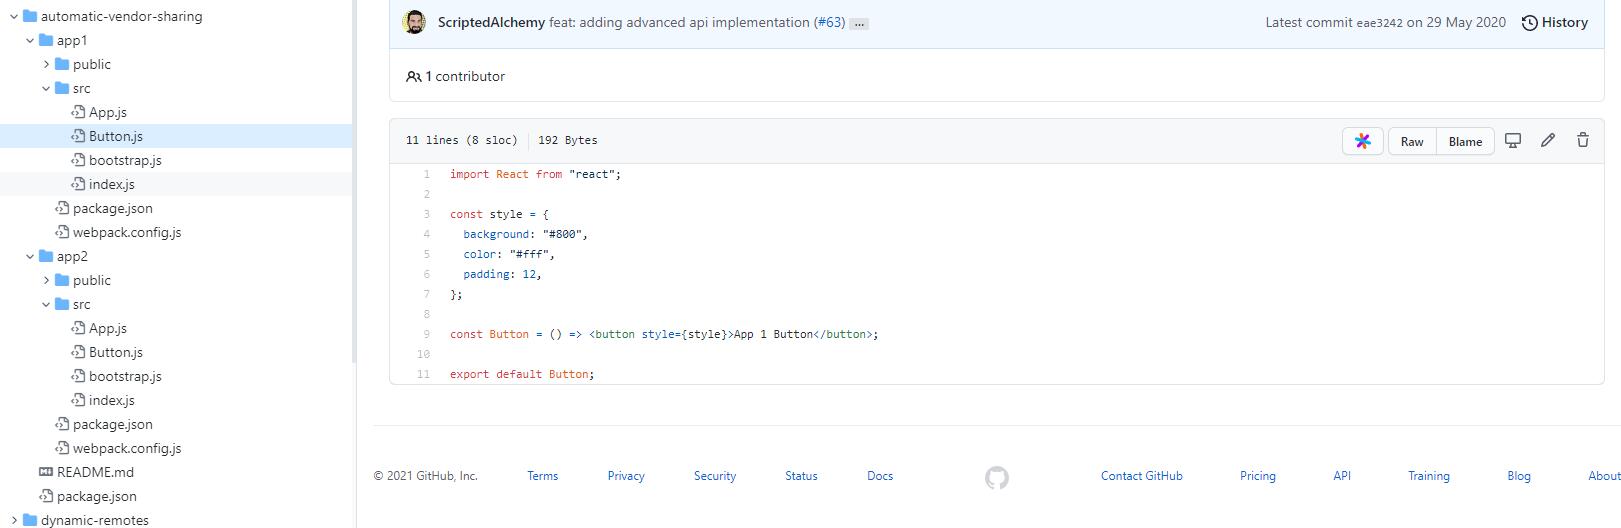 automatic-vendor-sharing
app1
public
src
App.js
Button.js
bootstrap.js
index.js
package.json
webpack.config.js
app2
public
src
App.js
Button.js
bootstrap.js
index.js
package.json
webpack.config.js
README.md
package.json
dynamic-remotes
ScriptedAlchemy feat: adding advanced api implementation (#63) ... Latest commit eae3242 on 29 May 2020 History
1 contributor
11 lines (8 sloc) 192 Bytes Raw Blame
1 import React from "react";
2
3 const style = {
4 background: "#800",
5 color: "#fff",
6 padding: 12,
7 };
8
9 const Button = () => <button style={style}>App 1 Button</button>;
10
11 export default Button;
© 2021 GitHub, Inc. Terms Privacy Security Status Docs Contact GitHub Pricing API Training Blog About